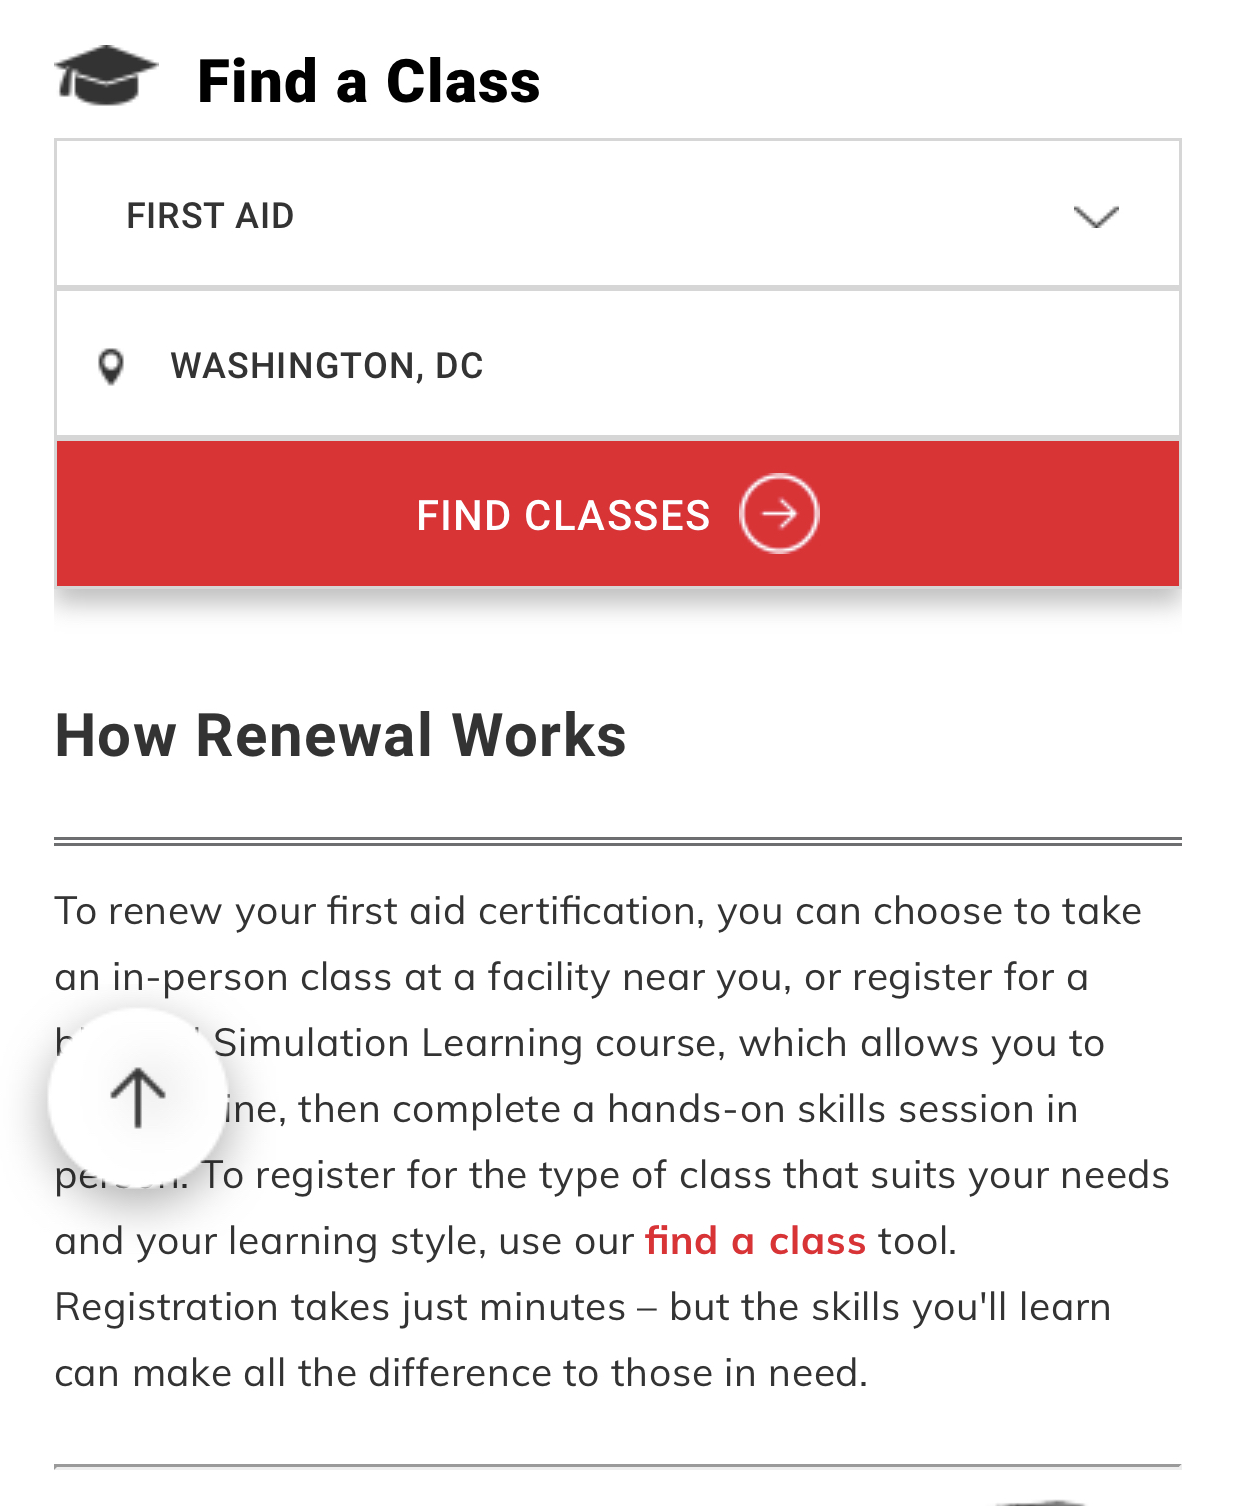 Find a Class
FIRST AID
WASHINGTON, DC
FIND CLASSES
How Renewal Works
To renew your first aid certification, you can choose to take
an in-person class at a facility near you, or register for a
Simulation Learning course, which allows you to
then complete a hands-on skills session in
person. To register for the type of class that suits your needs
and your learning style, use our find a class tool.
Registration takes just minutes – but the skills you'll learn
can make all the difference to those in need.